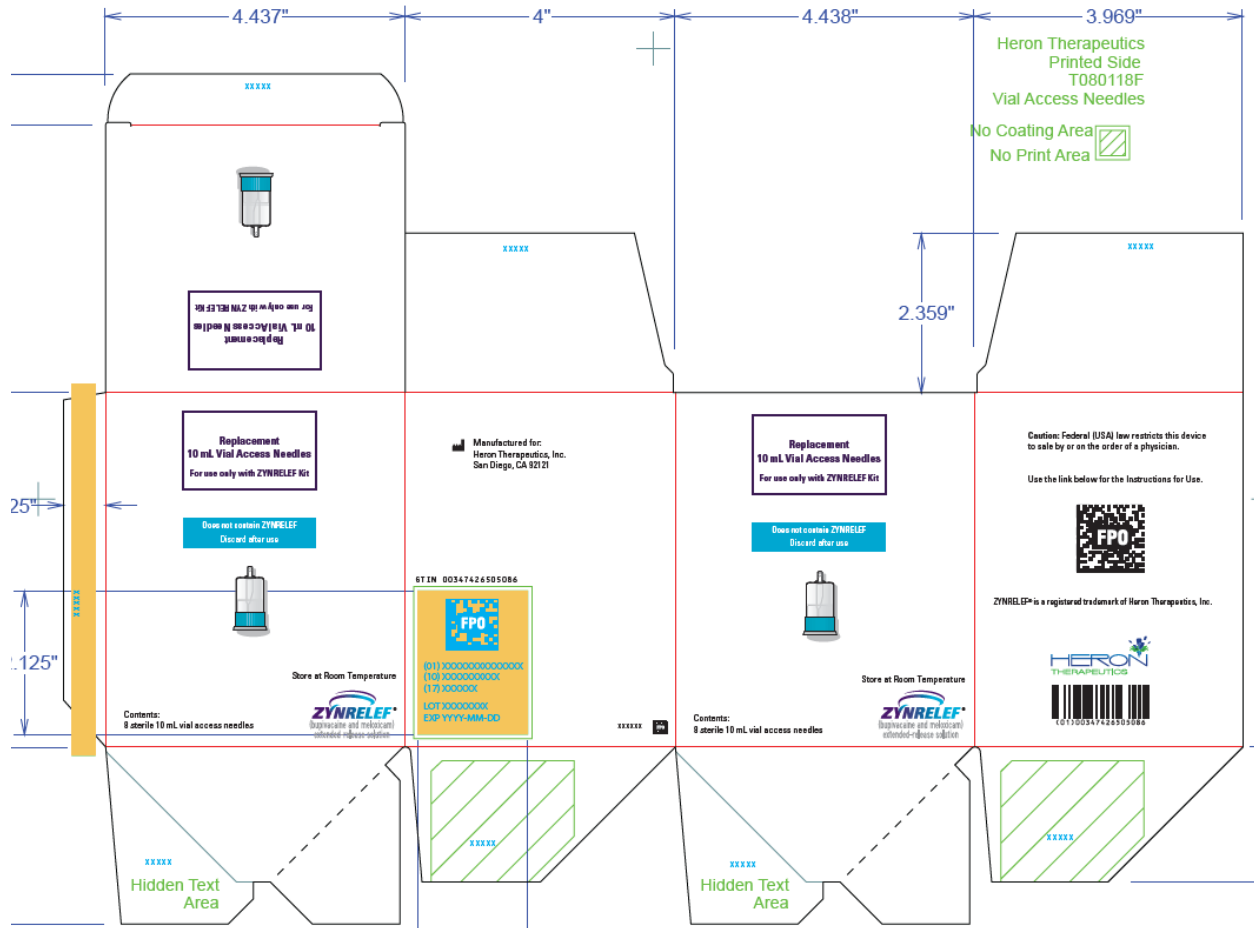 4.437"
4"
4.438"
3.969"
Heron Therapeutics
Printed Side
T080118F
Vial Access Needles
No Coating Area
No Print Area
xxxxx
Replacement
10 mL Vial Access Needles
For use only with ZYNRELEF Kit
xxxxx
2.359"
xxxxx
Replacement
10 mL Vial Access Needles
For use only with ZYNRELEF Kit
Does not contain ZYNRELEF
Discard after use
Store at Room Temperature
ZYNRELEF®
(bupivacaine and meloxicam)
extended-release solution
Contents:
8 sterile 10 mL vial access needles
25"
.125"
xxxxx
Manufactured for:
Heron Therapeutics, Inc.
San Diego, CA 92121
GTIN 00347426505086
FPO
(01) XXXXXXXXXXXXXX
(10) XXXXXXXXXX
(17) XXXXXX
LOT XXXXXXXX
EXP YYYY-MM-DD
xxxxxx
FPO
Replacement
10 mL Vial Access Needles
For use only with ZYNRELEF Kit
Does not contain ZYNRELEF
Discard after use
Store at Room Temperature
ZYNRELEF®
(bupivacaine and meloxicam)
extended-release solution
Contents:
8 sterile 10 mL vial access needles
Caution: Federal (USA) law restricts this device
to sale by or on the order of a physician.
Use the link below for the Instructions for Use.
FPO
ZYNRELEF® is a registered trademark of Heron Therapeutics, Inc.
HERON
THERAPEUTICS
(01)00347426505086
xxxxx
Hidden Text
Area
xxxxx
xxxxx
Hidden Text
Area
xxxxx